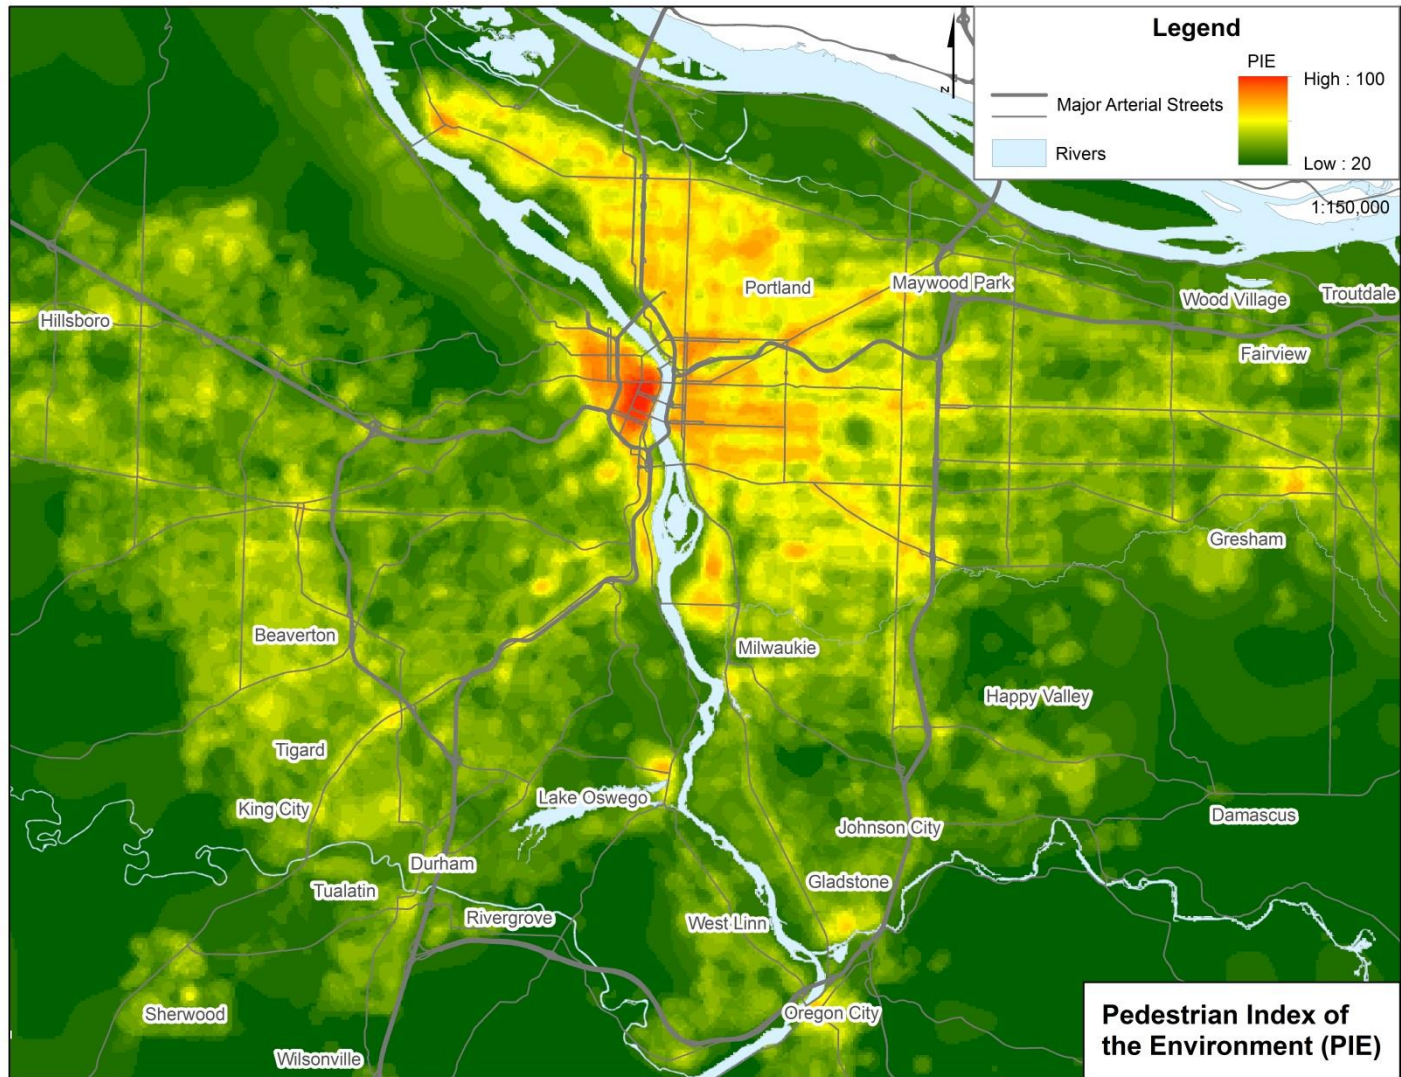 Legend
PIE
High : 100
Major Arterial Streets
Rivers
Low : 20
N
1:150,000
Portland
Maywood Park
Wood Village
Troutdale
Hillsboro
Fairview
Gresham
Beaverton
Milwaukie
Happy Valley
Tigard
Lake Oswego
King City
Johnson City
Damascus
Durham
Tualatin
Gladstone
Rivergrove
West Linn
Sherwood
Oregon City
Wilsonville
Pedestrian Index of
the Environment (PIE)